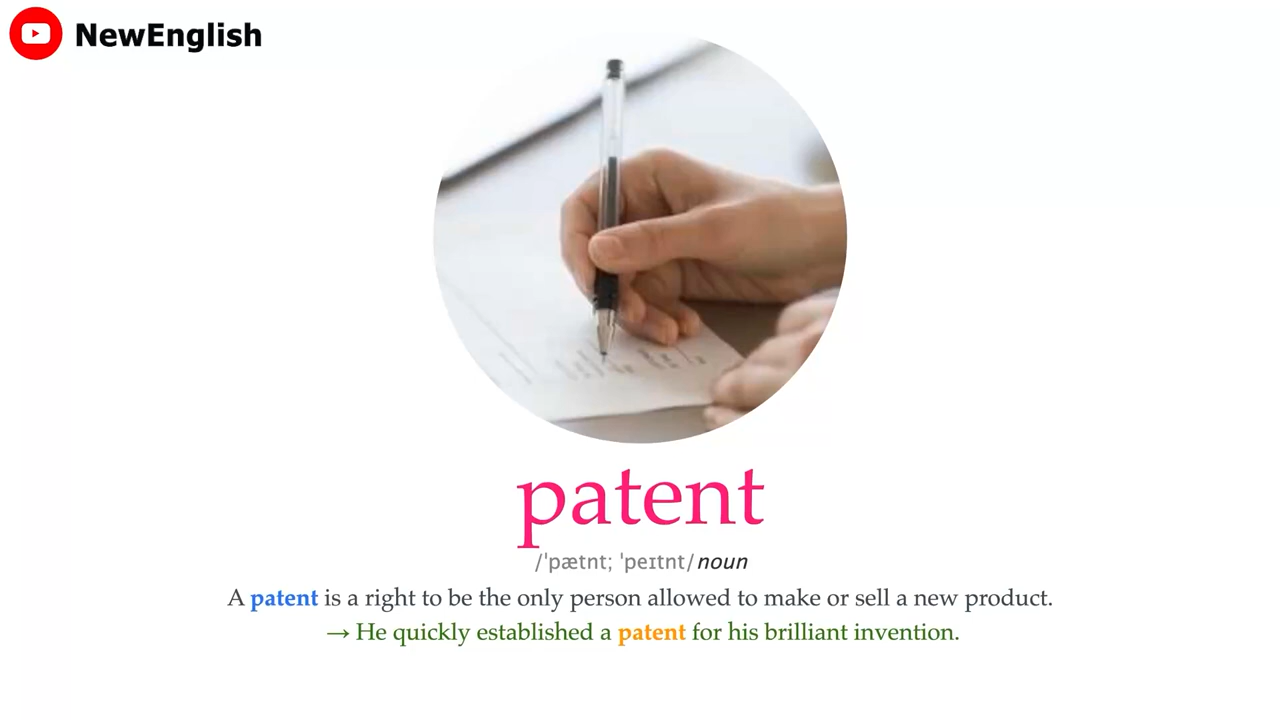 NewEnglish
patent
/ˈpætnt; ˈpeɪtnt/ noun
A patent is a right to be the only person allowed to make or sell a new product.
→ He quickly established a patent for his brilliant invention.